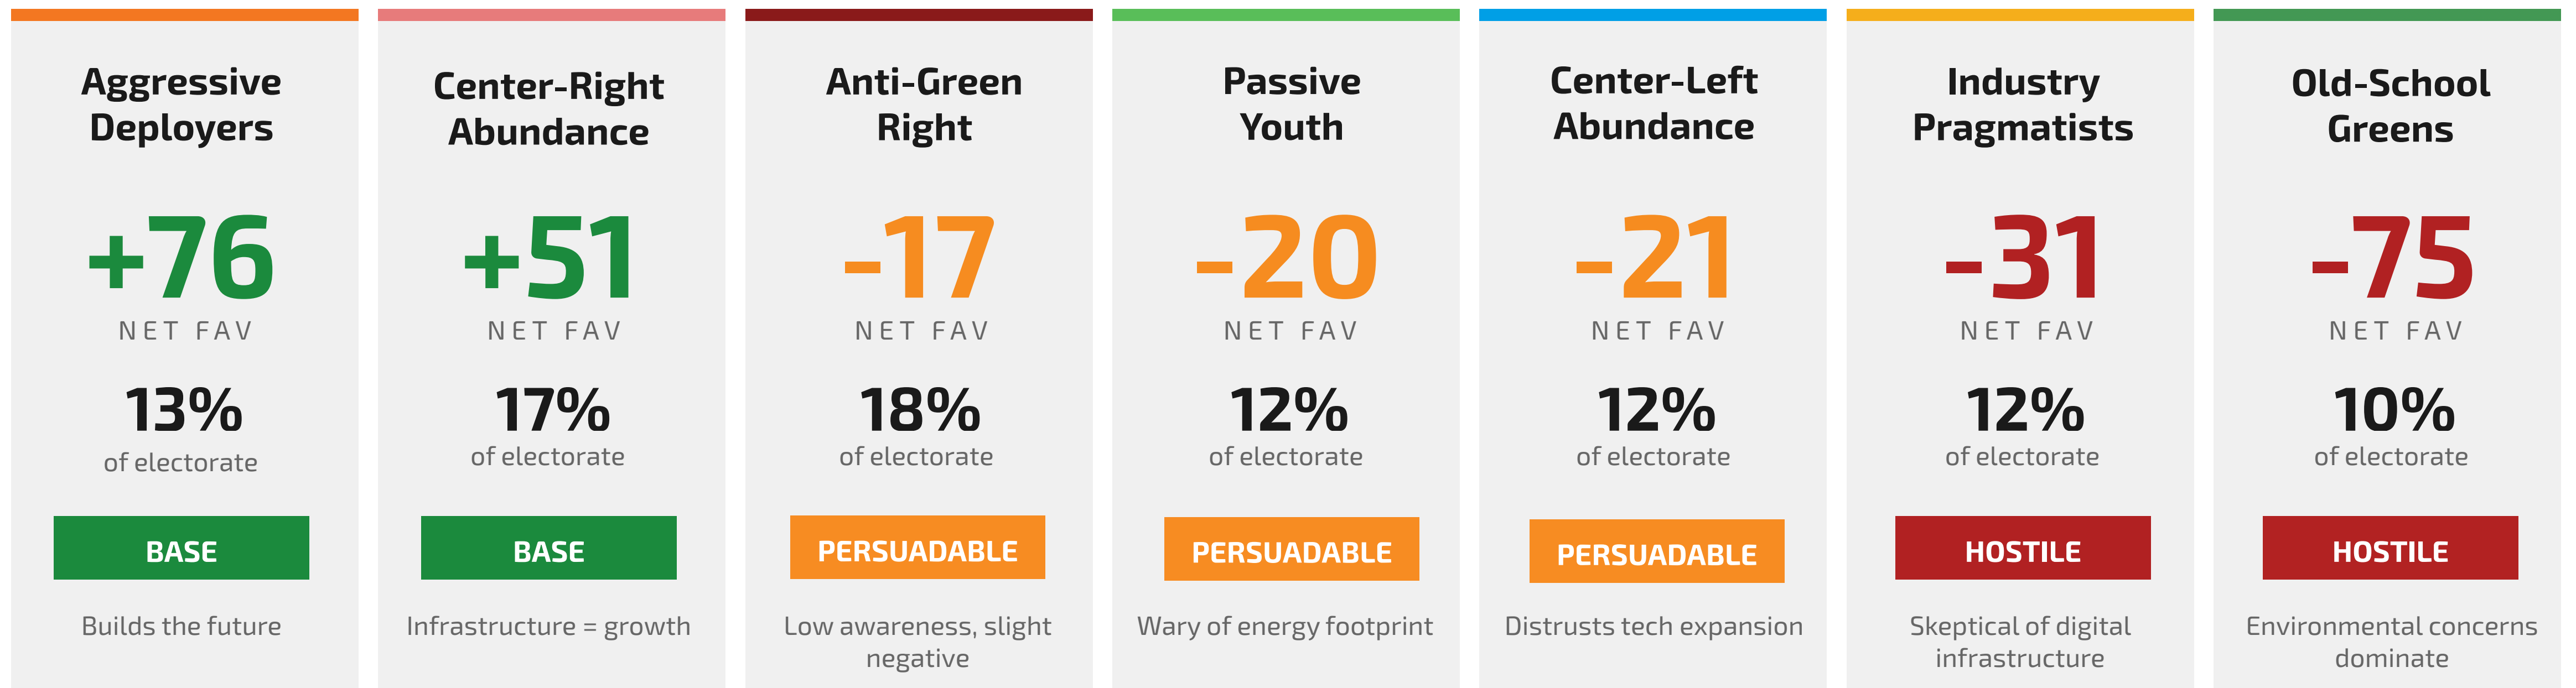 Aggressive
Deployers
+76
NET FAV
13%
of electorate
BASE
Builds the future
Center-Right
Abundance
+51
NET FAV
17%
of electorate
BASE
Infrastructure = growth
Anti-Green
Right
-17
NET FAV
18%
of electorate
PERSUADABLE
Low awareness, slight
negative
Passive
Youth
-20
NET FAV
12%
of electorate
PERSUADABLE
Wary of energy footprint
Center-Left
Abundance
-21
NET FAV
12%
of electorate
PERSUADABLE
Distrusts tech expansion
Industry
Pragmatists
-31
NET FAV
12%
of electorate
HOSTILE
Skeptical of digital
infrastructure
Old-School
Greens
-75
NET FAV
10%
of electorate
HOSTILE
Environmental concerns
dominate